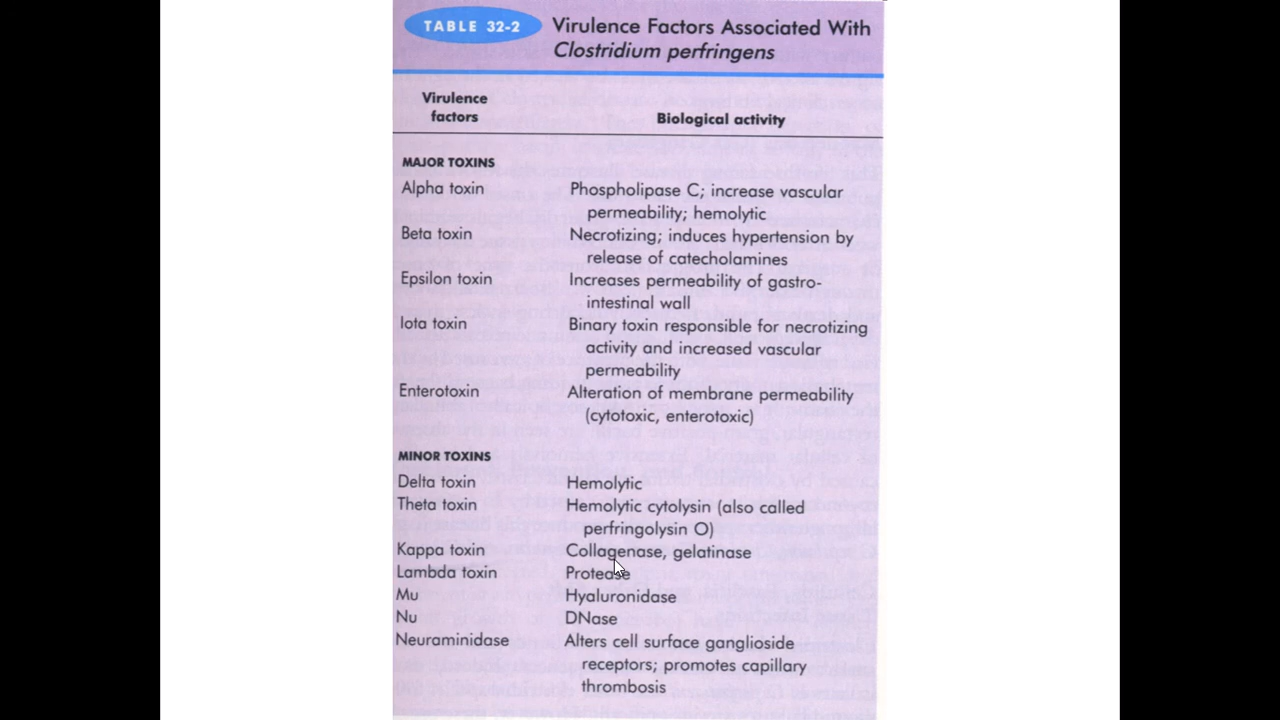 TABLE 32-2 Virulence Factors Associated With
Clostridium perfringens
Virulence
factors Biological activity
MAJOR TOXINS
Alpha toxin Phospholipase C; increase vascular
permeability; hemolytic
Beta toxin Necrotizing; induces hypertension by
release of catecholamines
Epsilon toxin Increases permeability of gastro-
intestinal wall
Iota toxin Binary toxin responsible for necrotizing
activity and increased vascular
permeability
Enterotoxin Alteration of membrane permeability
(cytotoxic, enterotoxic)
MINOR TOXINS
Delta toxin Hemolytic
Theta toxin Hemolytic cytolysin (also called
perfringolysin O)
Kappa toxin Collagenase, gelatinase
Lambda toxin Protease
Mu Hyaluronidase
Nu DNase
Neuraminidase Alters cell surface ganglioside
receptors; promotes capillary
thrombosis